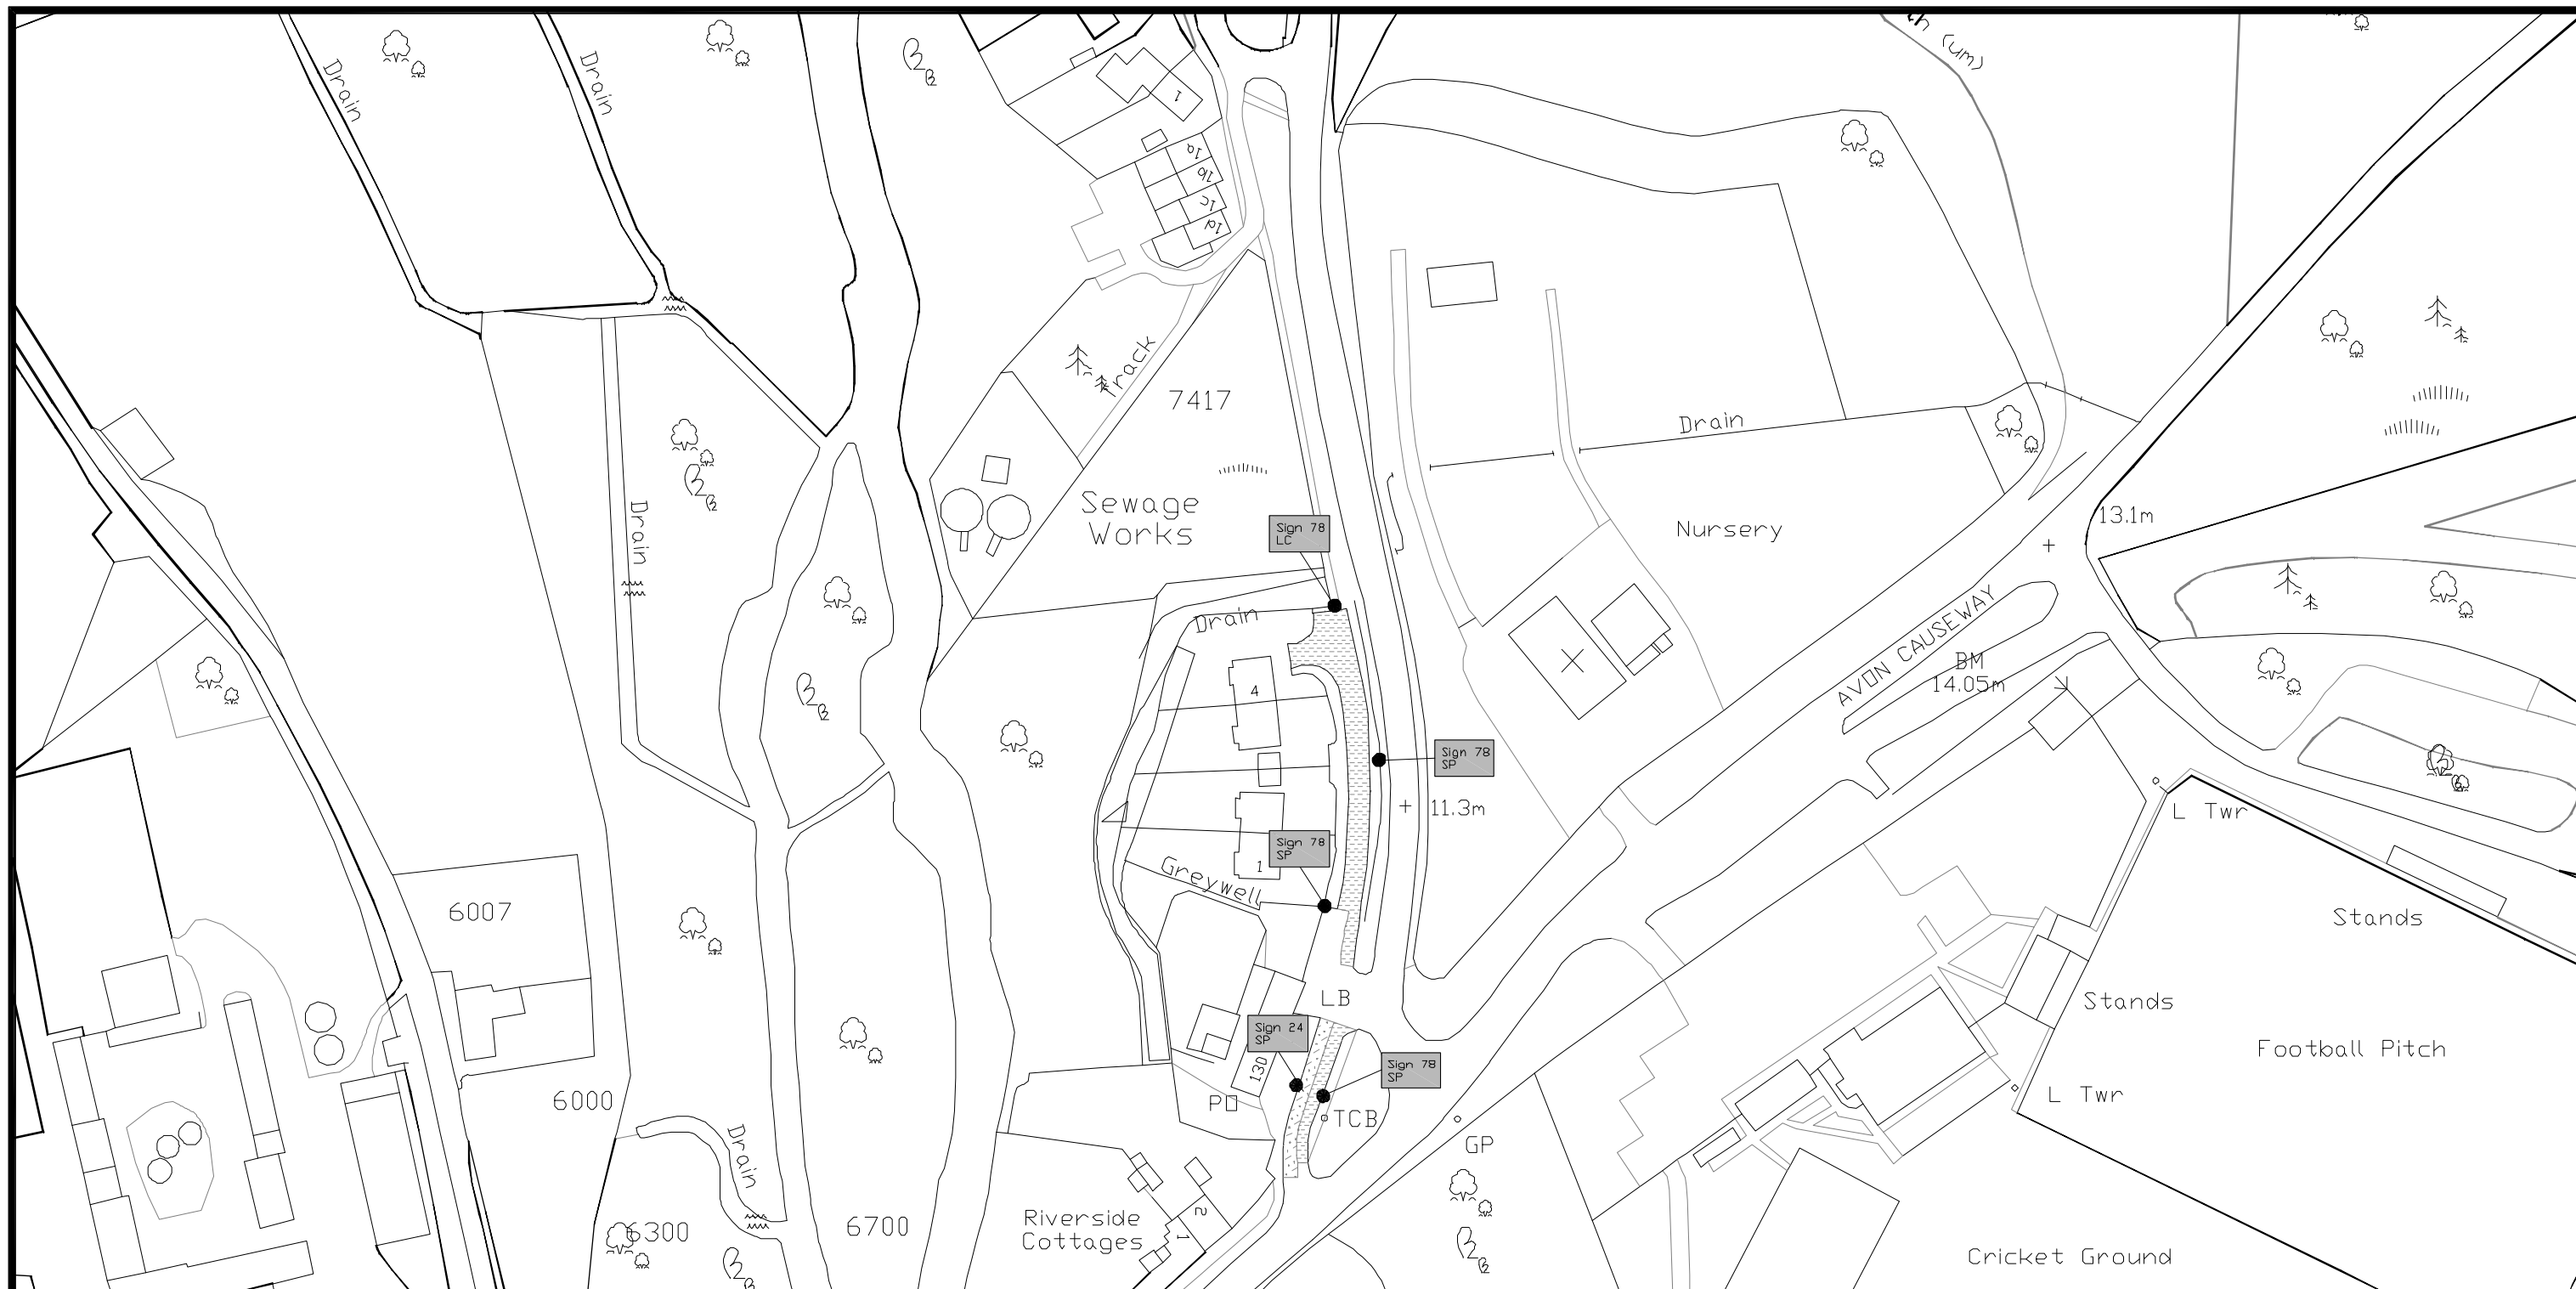 Drain
Drain
(um)
1
1a
1b
1c
1d
Track
7417
Drain
Sewage
Works
Sign 78
LC
Nursery
13.1m
Drain
Drain
AVON CAUSEWAY
BM
14.05m
4
Sign 78
SP
11.3m
L Twr
Sign 78
SP
1
Greywell
6007
Stands
LB
Stands
Sign 24
SP
Football Pitch
Sign 78
SP
130
6000
PO
TCB
L Twr
GP
Drain
6300
6700
Riverside
Cottages
2
1
Cricket Ground